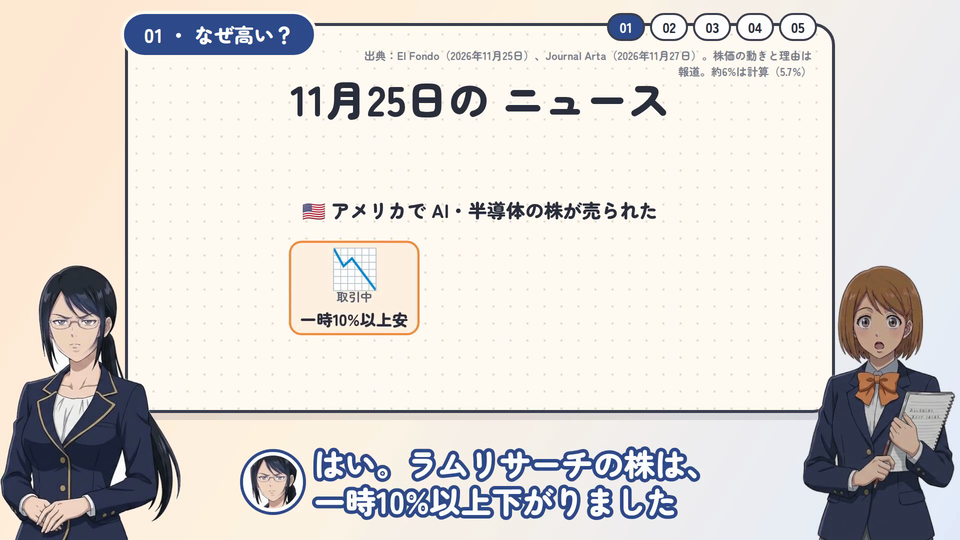 01 ・ なぜ高い？
01 02 03 04 05
出典：El Fondo（2026年11月25日）、Journal Arta（2026年11月27日）。株価の動きと理由は
報道。約6%は計算（5.7%）
11月25日の ニュース
アメリカで AI・半導体の株が売られた
取引中
一時10%以上安
はい。ラムリサーチの株は、
一時10%以上下がりました